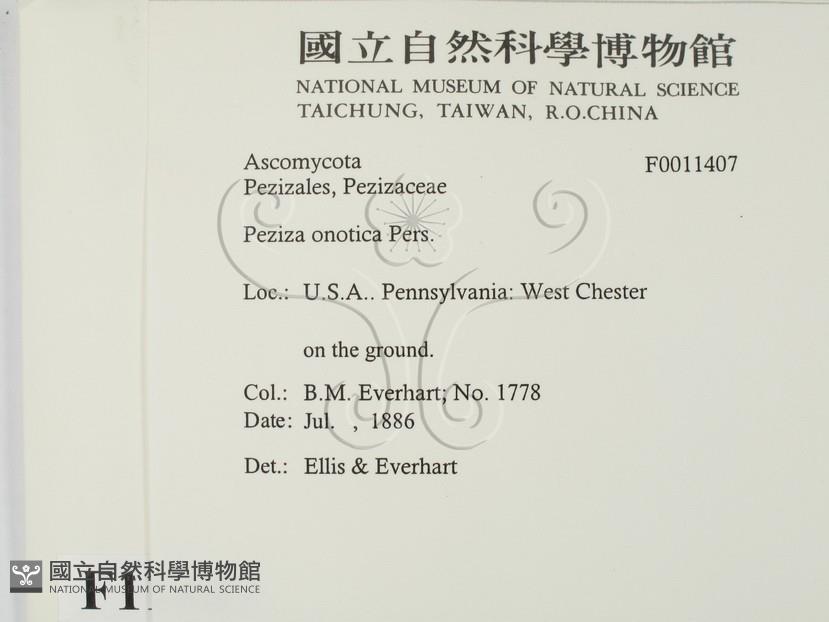 國立自然科學博物館
NATIONAL MUSEUM OF NATURAL SCIENCE
TAICHUNG, TAIWAN, R.O.CHINA
Ascomycota F0011407
Pezizales, Pezizaceae
Peziza onotica Pers.
Loc.: U.S.A.. Pennsylvania: West Chester
on the ground.
Col.: B.M. Everhart; No. 1778
Date: Jul. , 1886
Det.: Ellis & Everhart
國立自然科學博物館
NATIONAL MUSEUM OF NATURAL SCIENCE